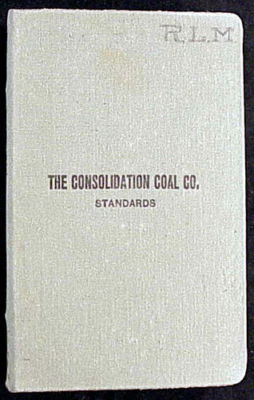 R.L.M
THE CONSOLIDATION COAL CO.
STANDARDS